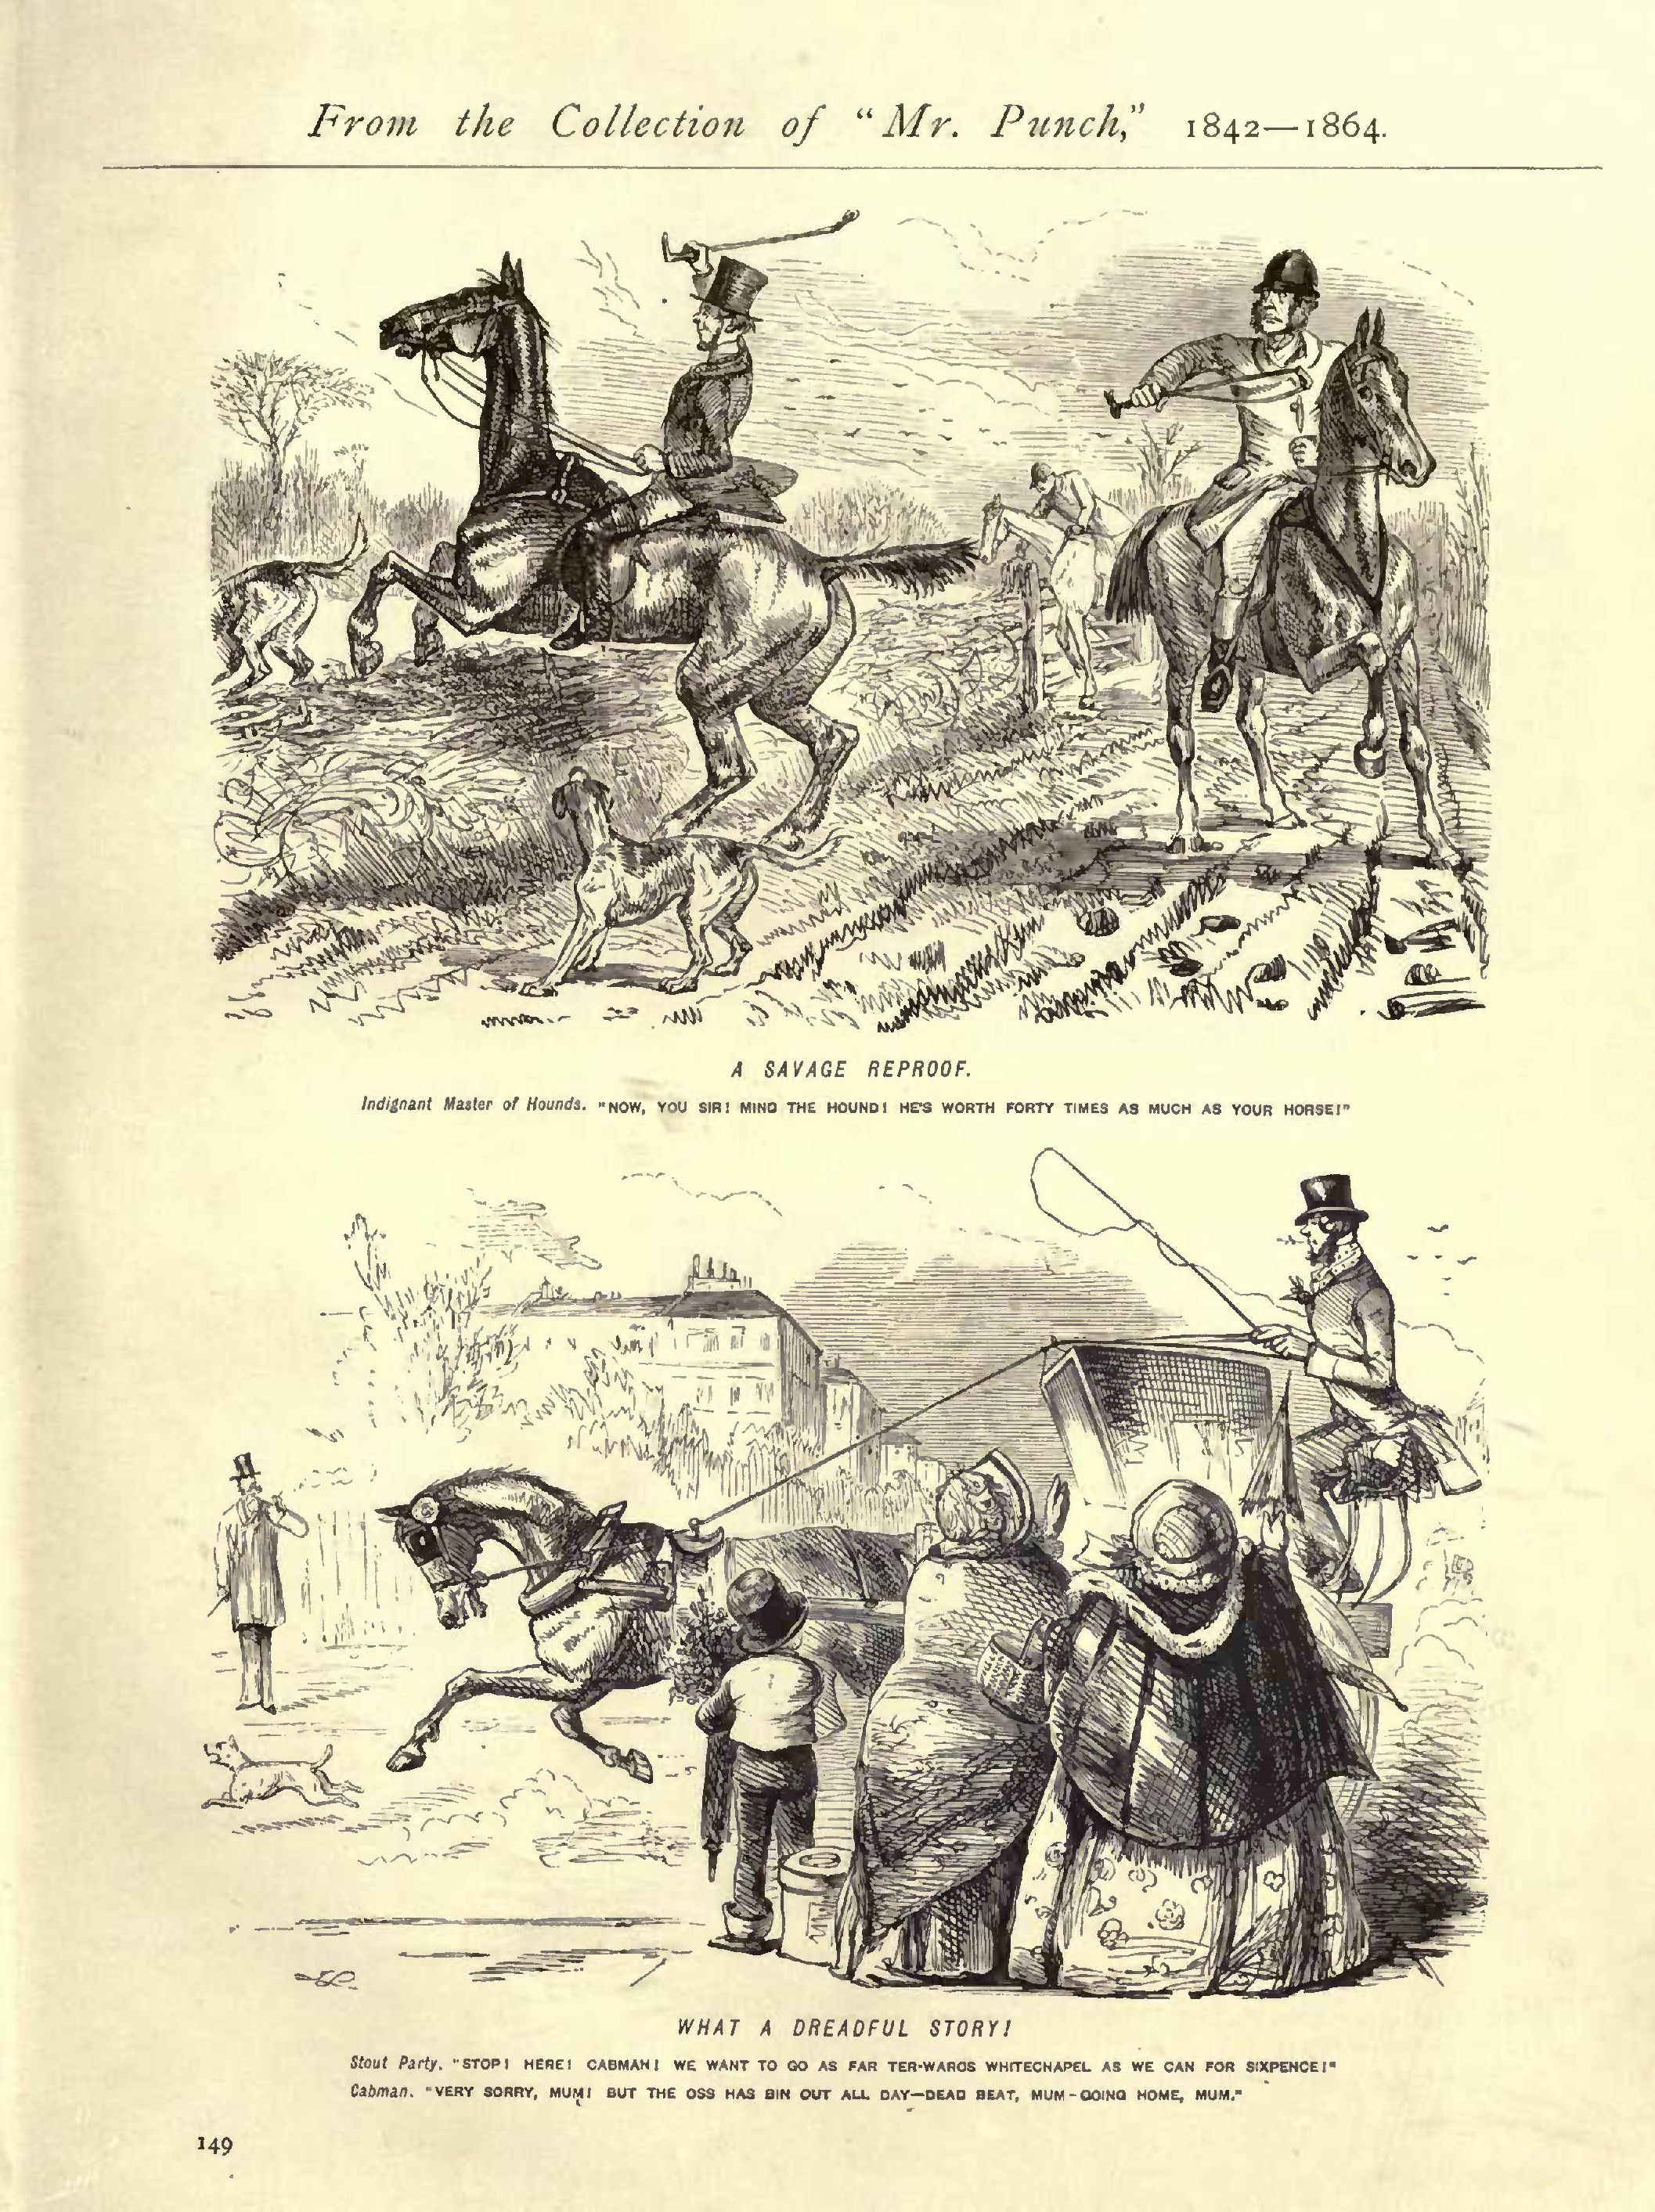 From the Collection of “Mr. Punch,” 1842—1864.
A SAVAGE REPROOF.
Indignant Master of Hounds. "NOW, YOU SIR! MIND THE HOUND! HE'S WORTH FORTY TIMES AS MUCH AS YOUR HORSE!"
WHAT A DREADFUL STORY!
Stout Party. "STOP! HERE! CABMAN! WE WANT TO GO AS FAR TER-WARDS WHITECHAPEL AS WE CAN FOR SIXPENCE!"
Cabman. "VERY SORRY, MUM! BUT THE OSS HAS BIN OUT ALL DAY—DEAD BEAT, MUM-GOING HOME, MUM."
149